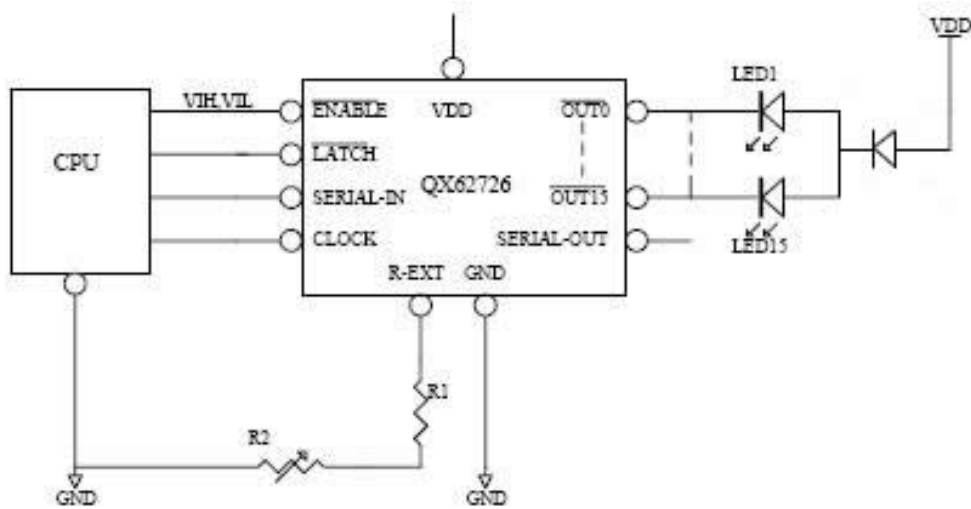 VDD
LED1
VIH,VIL
ENABLE
VDD
OUT0
CPU
LATCH
QX62726
SERIAL-IN
OUT15
CLOCK
SERIAL-OUT
LED15
R-EXT GND
R1
R2
GND
GND